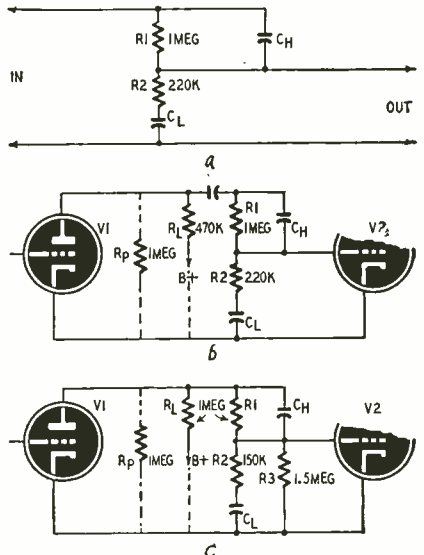 R1 1MEG CH
IN
R2 220K
OUT
CL
a
V1 RL 470K R1 1MEG CH V2
RP 1MEG
B+ R2 220K
CL
b
V1 RL 1MEG R1 CH V2
RP 1MEG B+ R2 150K
R3 1.5MEG
CL
c